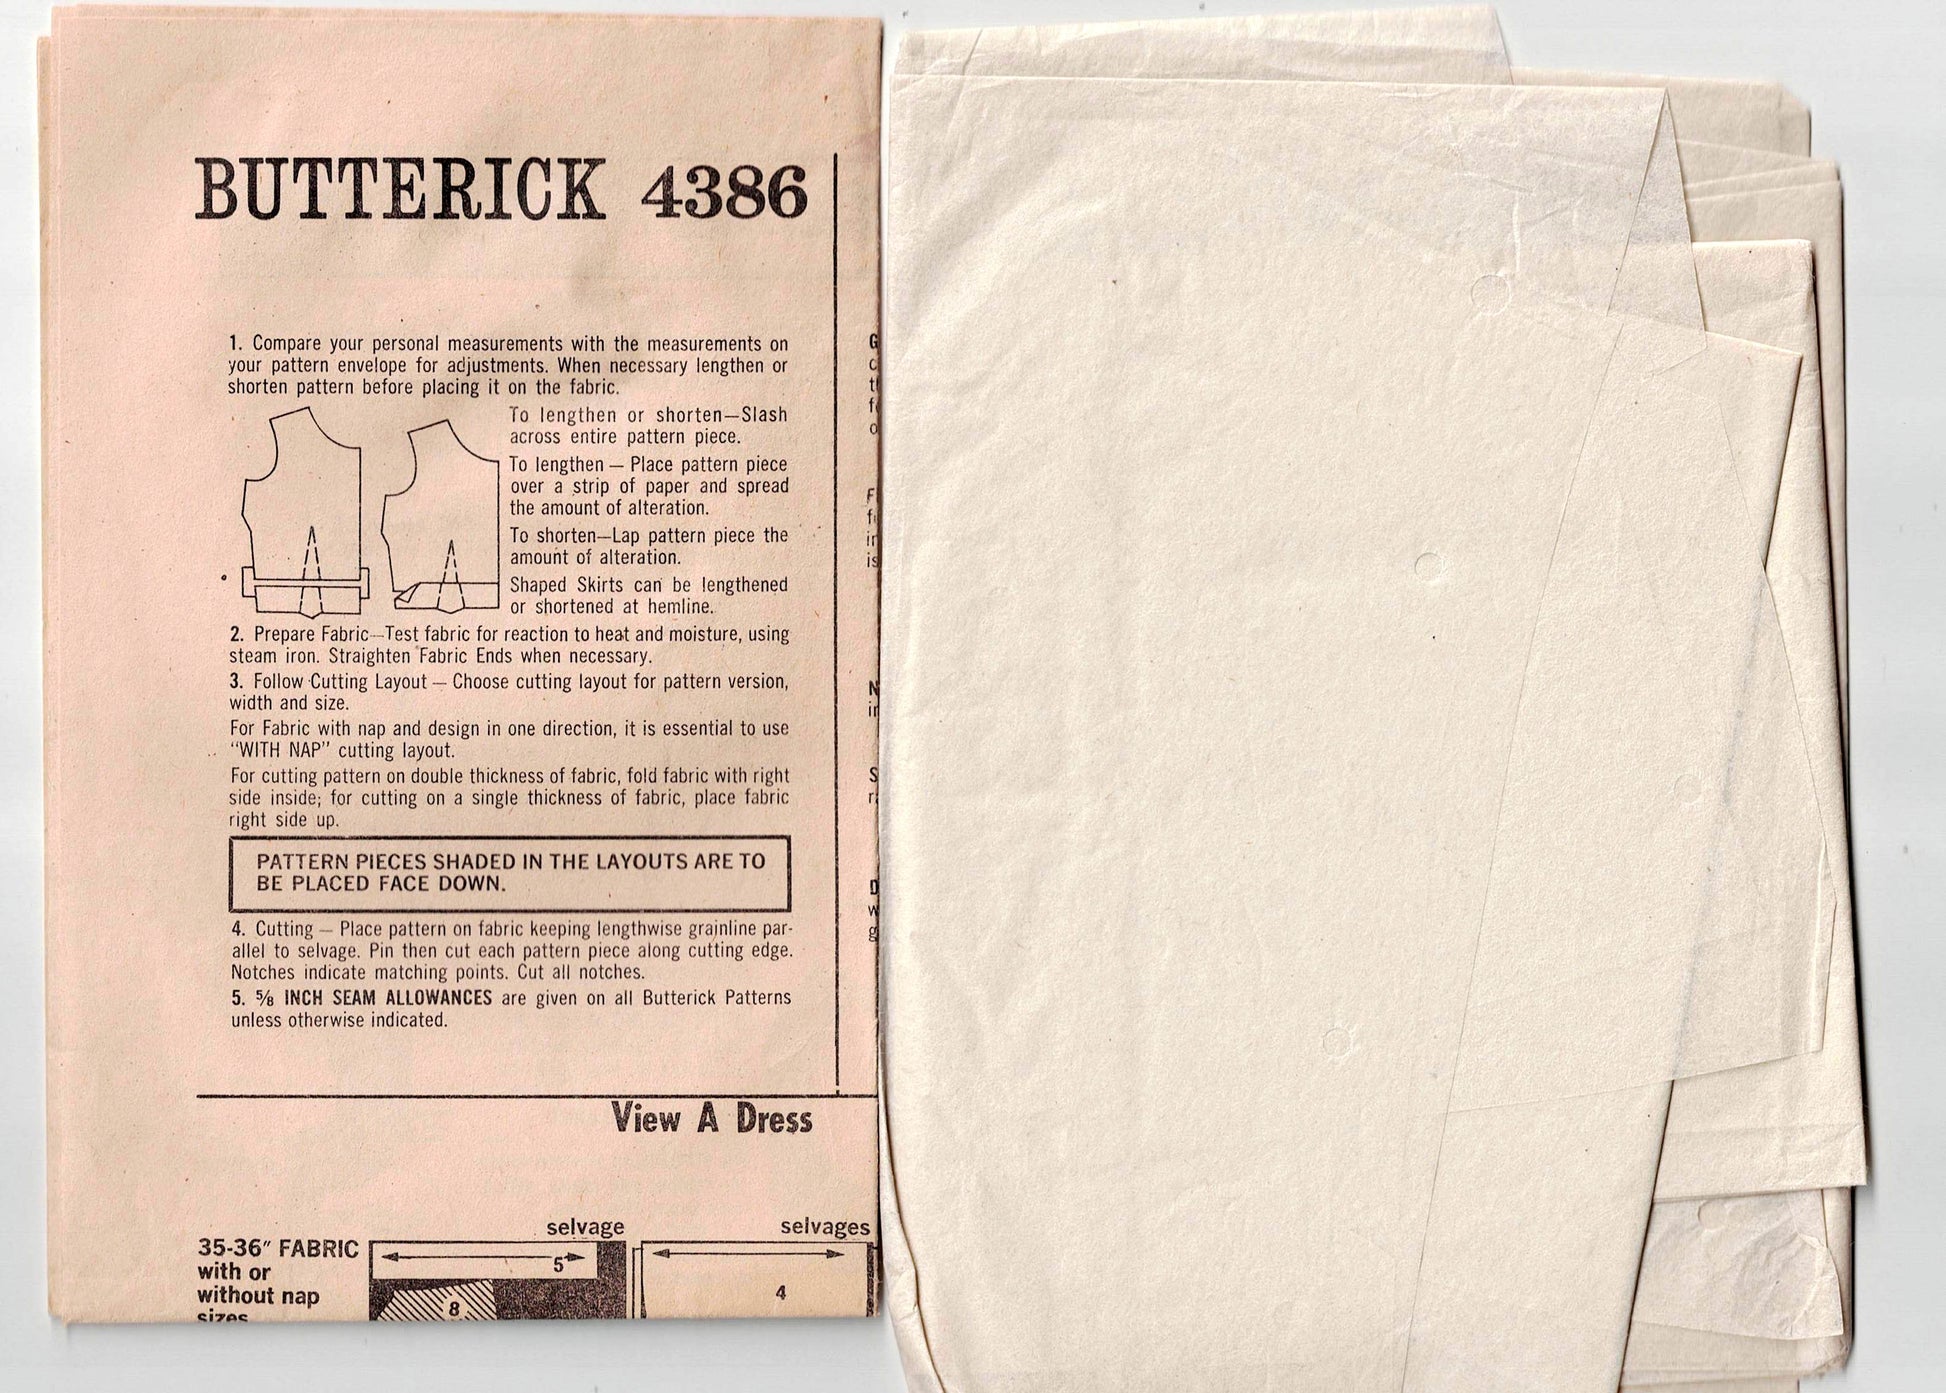 BUTTERICK 4386
1. Compare your personal measurements with the measurements on
your pattern envelope for adjustments. When necessary lengthen or
shorten pattern before placing it on the fabric.
To lengthen or shorten—Slash
across entire pattern piece.
To lengthen — Place pattern piece
over a strip of paper and spread
the amount of alteration.
To shorten—Lap pattern piece the
amount of alteration.
Shaped Skirts can be lengthened
or shortened at hemline.
2. Prepare Fabric—Test fabric for reaction to heat and moisture, using
steam iron. Straighten Fabric Ends when necessary.
3. Follow Cutting Layout — Choose cutting layout for pattern version,
width and size.
For Fabric with nap and design in one direction, it is essential to use
“WITH NAP” cutting layout.
For cutting pattern on double thickness of fabric, fold fabric with right
side inside; for cutting on a single thickness of fabric, place fabric
right side up.
PATTERN PIECES SHADED IN THE LAYOUTS ARE TO
BE PLACED FACE DOWN.
4. Cutting — Place pattern on fabric keeping lengthwise grainline par-
allel to selvage. Pin then cut each pattern piece along cutting edge.
Notches indicate matching points. Cut all notches.
5. ⅝ INCH SEAM ALLOWANCES are given on all Butterick Patterns
unless otherwise indicated.
View A Dress
selvage
selvages
35-36" FABRIC
with or
without nap
sizes
5
8
4